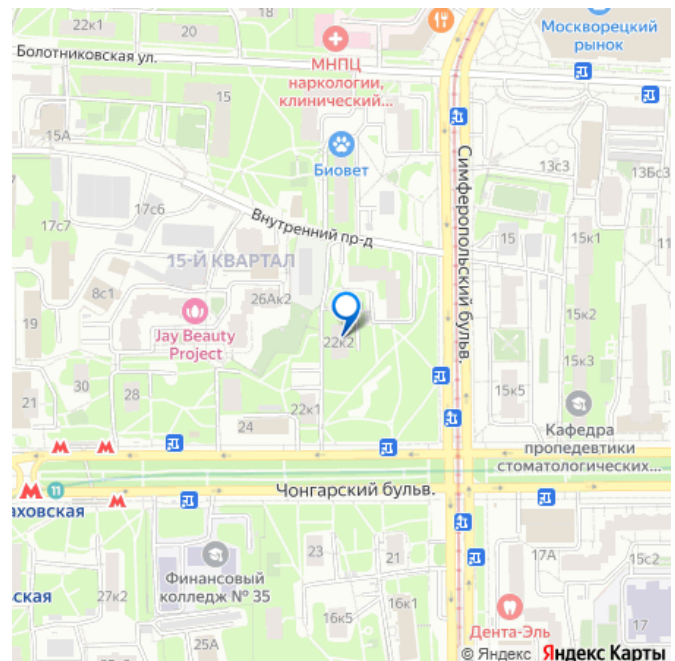 18
22к1
20
Болотниковская ул.
Москворецкий
рынок
МНПЦ
наркологии,
клинический...
15
15А
Биовет
13с3
13Бс3
Симферопольский бульв.
17с6
17с7
Внутренний пр-д
15
15к1
11
15-Й КВАРТАЛ
8с1
26Ак2
15к2
19
Jay Beauty
Project
22к2
15к3
30
28
21
22к1
15к5
24
Кафедра
пропедевтики
стоматологических...
11
Чонгарский бульв.
аховская
23
21
17А
15с2
Финансовый
колледж № 35
ская
27к2
16к1
16к5
Дента-Эль
17
25А
© Яндекс Яндекс Карты